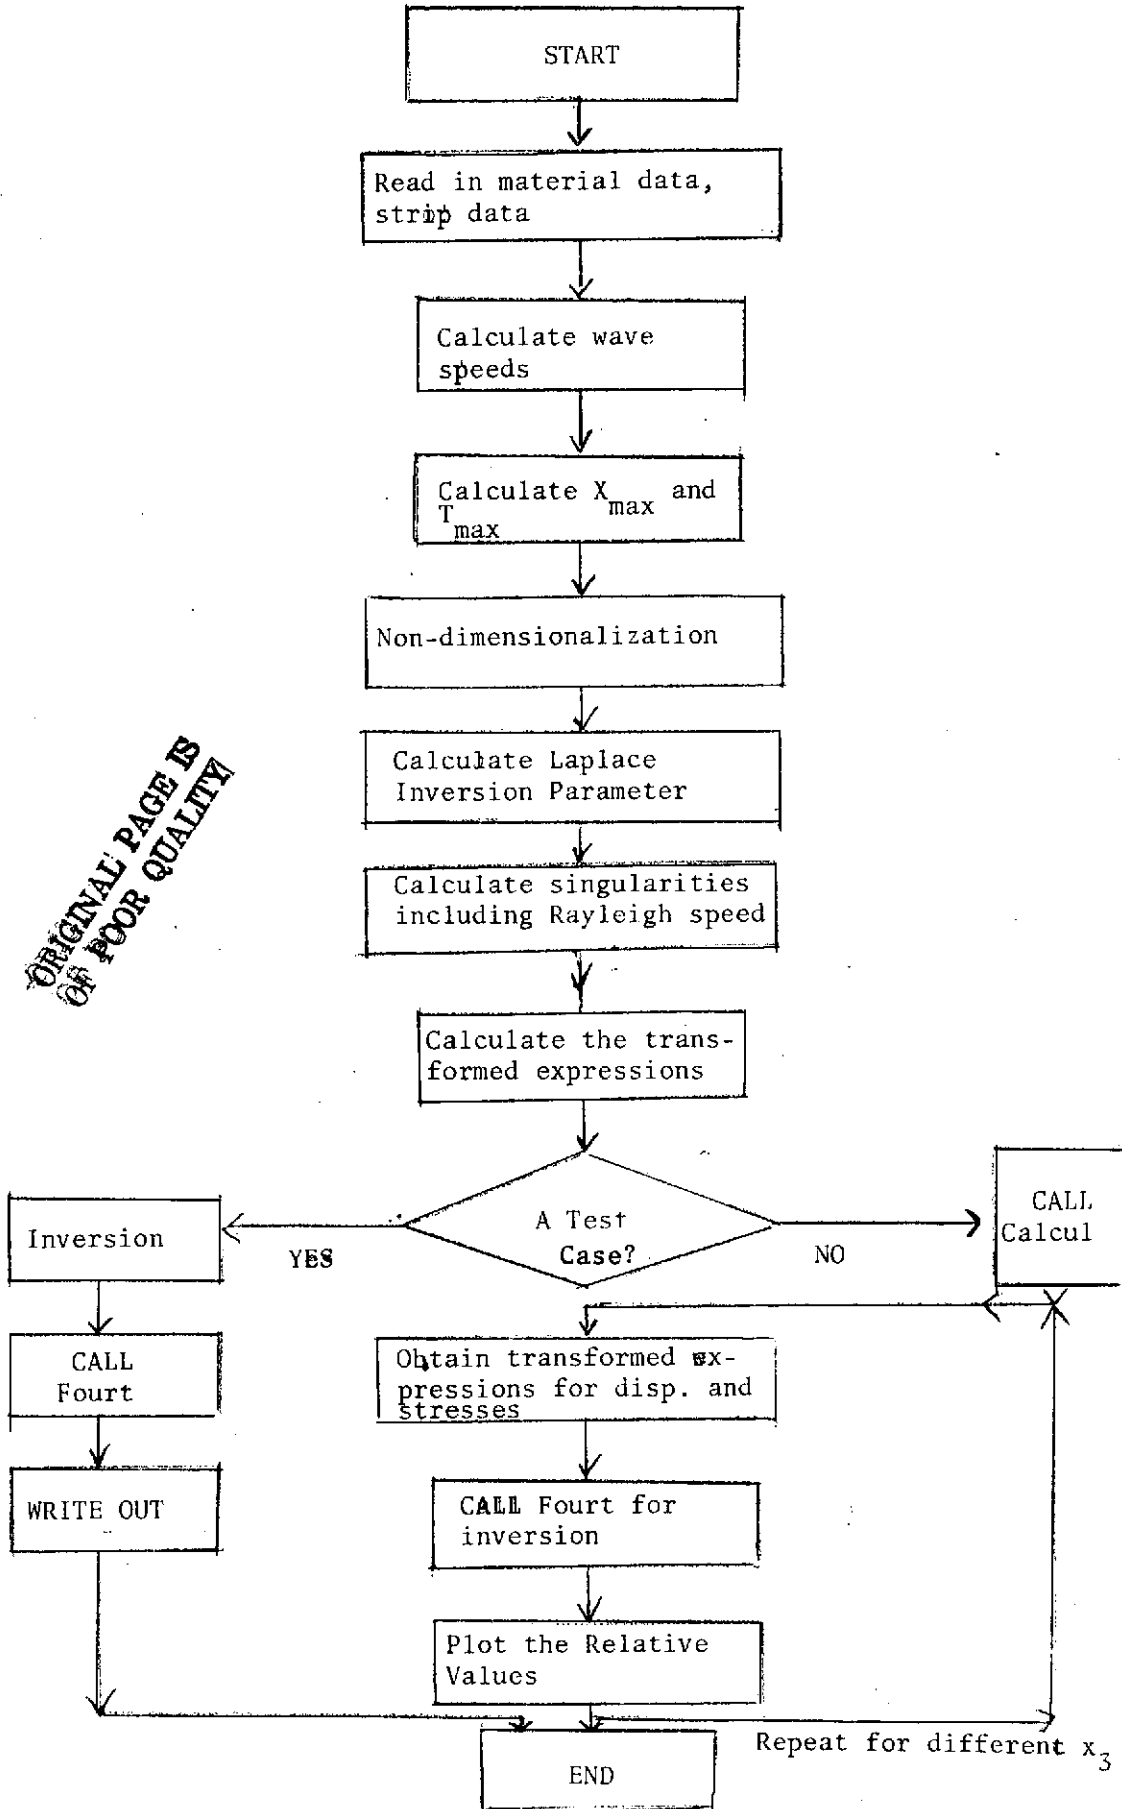 START
Read in material data,
strip data
Calculate wave
speeds
Calculate X_max and
T_max
Non-dimensionalization
Calculate Laplace
Inversion Parameter
Calculate singularities
including Rayleigh speed
ORIGINAL PAGE IS
OF POOR QUALITY
Calculate the trans-
formed expressions
A Test
Case?
YES
NO
Inversion
CALL
Calcul
CALL
Fourt
Obtain transformed ex-
pressions for disp. and
stresses
WRITE OUT
CALL Fourt for
inversion
Plot the Relative
Values
Repeat for different x_3
END